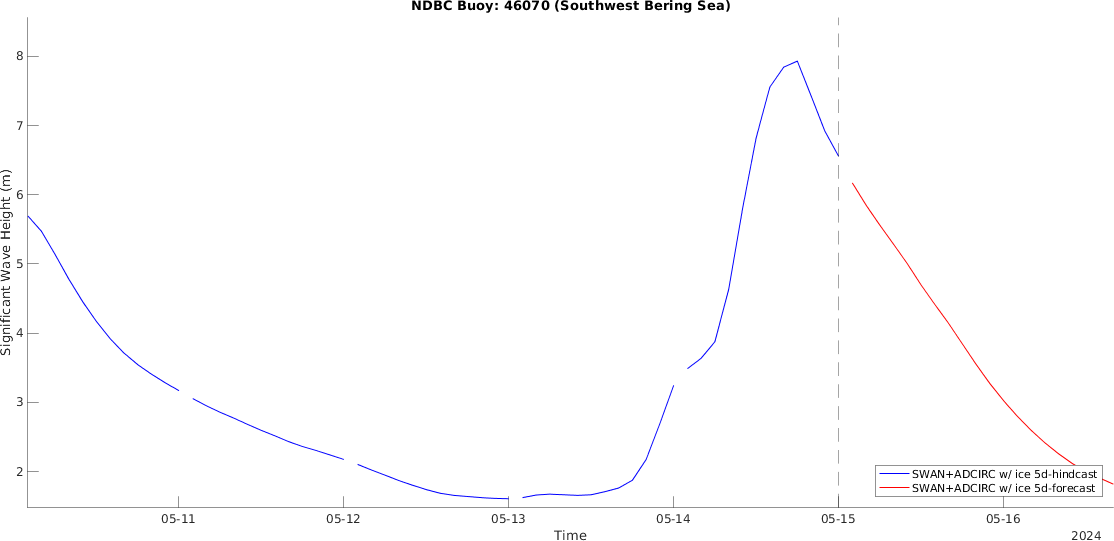 NDBC Buoy: 46070 (Southwest Bering Sea)
8
7
6
5
4
3
2
Significant Wave Height (m)
SWAN+ADCIRC w/ ice 5d-hindcast
SWAN+ADCIRC w/ ice 5d-forecast
05-11
05-12
05-13
05-14
05-15
05-16
Time
2024